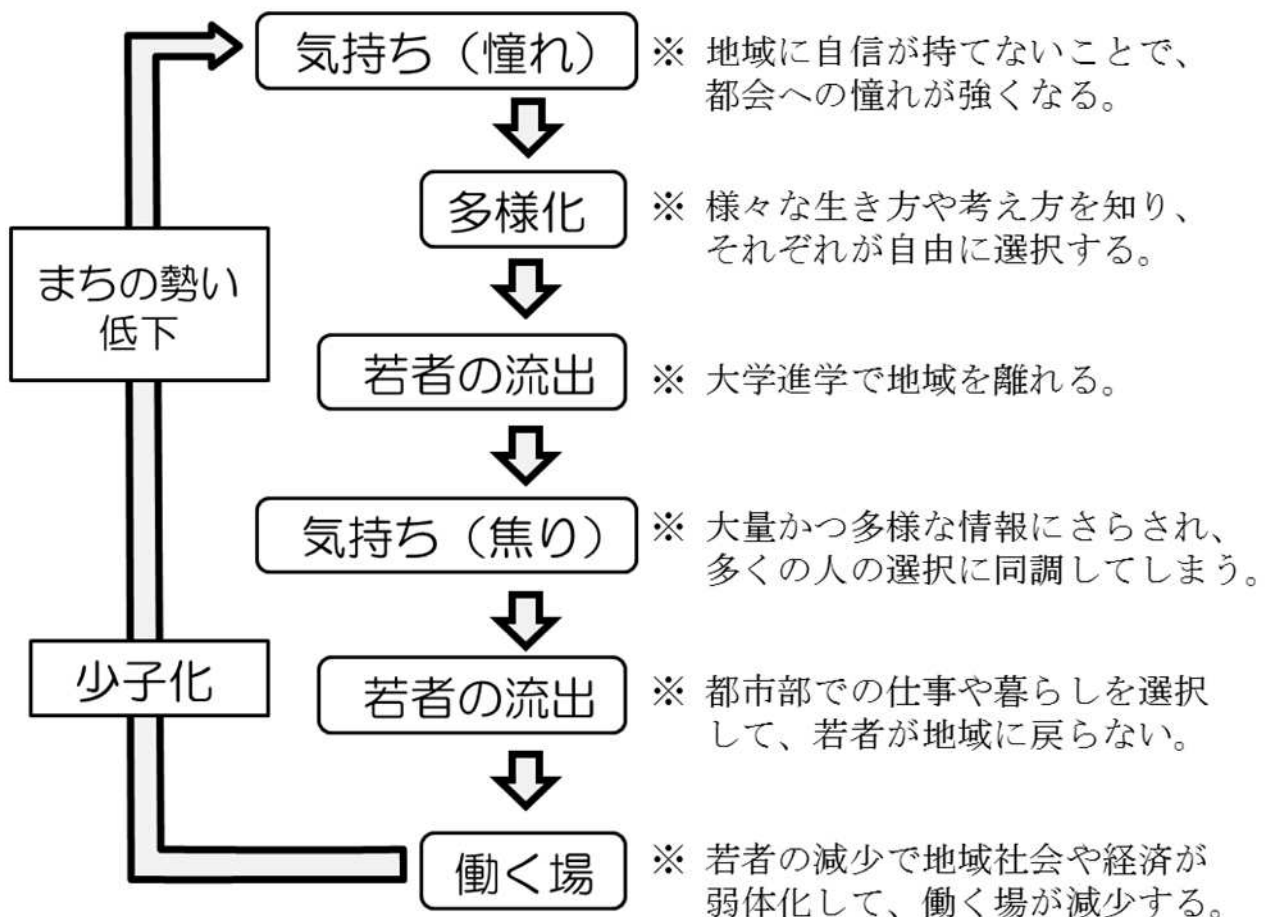 気持ち（憧れ）
※ 地域に自信が持てないことで、
都会への憧れが強くなる。
多様化
※ 様々な生き方や考え方を知り、
それぞれが自由に選択する。
まちの勢い
低下
若者の流出
※ 大学進学で地域を離れる。
気持ち（焦り）
※ 大量かつ多様な情報にさらされ、
多くの人の選択に同調してしまう。
少子化
若者の流出
※ 都市部での仕事や暮らしを選択
して、若者が地域に戻らない。
働く場
※ 若者の減少で地域社会や経済が
弱体化して、働く場が減少する。